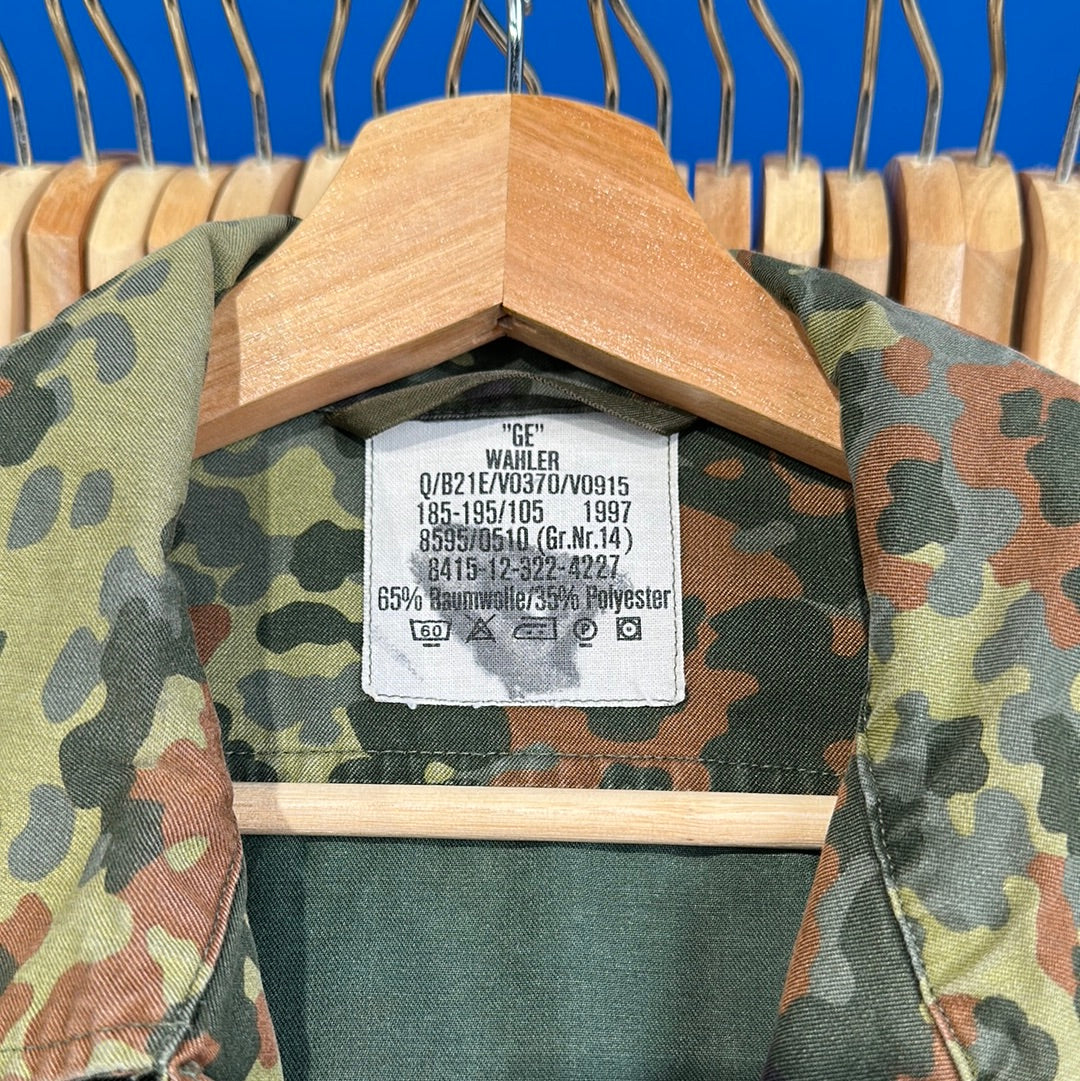 "GE"
WAHLER
Q/B21E/V0370/V0915
185-195/105 1997
8595/0510 (Gr.Nr.14)
8415-12-322-4227
65% Baumwolle/35% Polyester
60 P